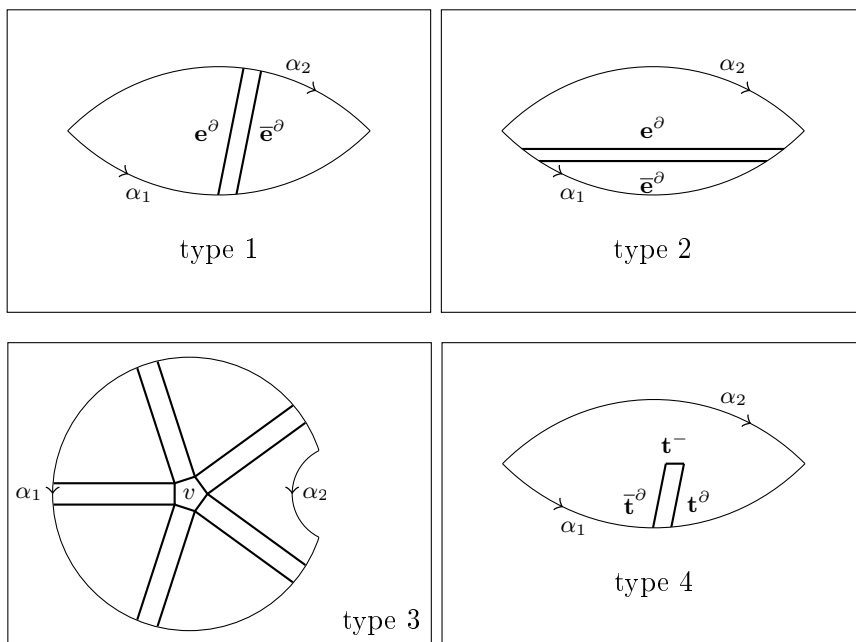 α₂
𝐞^∂ 𝐞̅^∂
α₁
type 1
α₂
𝐞^∂
α₁ 𝐞̅^∂
type 2
α₁ v α₂
type 3
α₂
𝐭⁻
𝐭̅^∂ 𝐭^∂
α₁
type 4